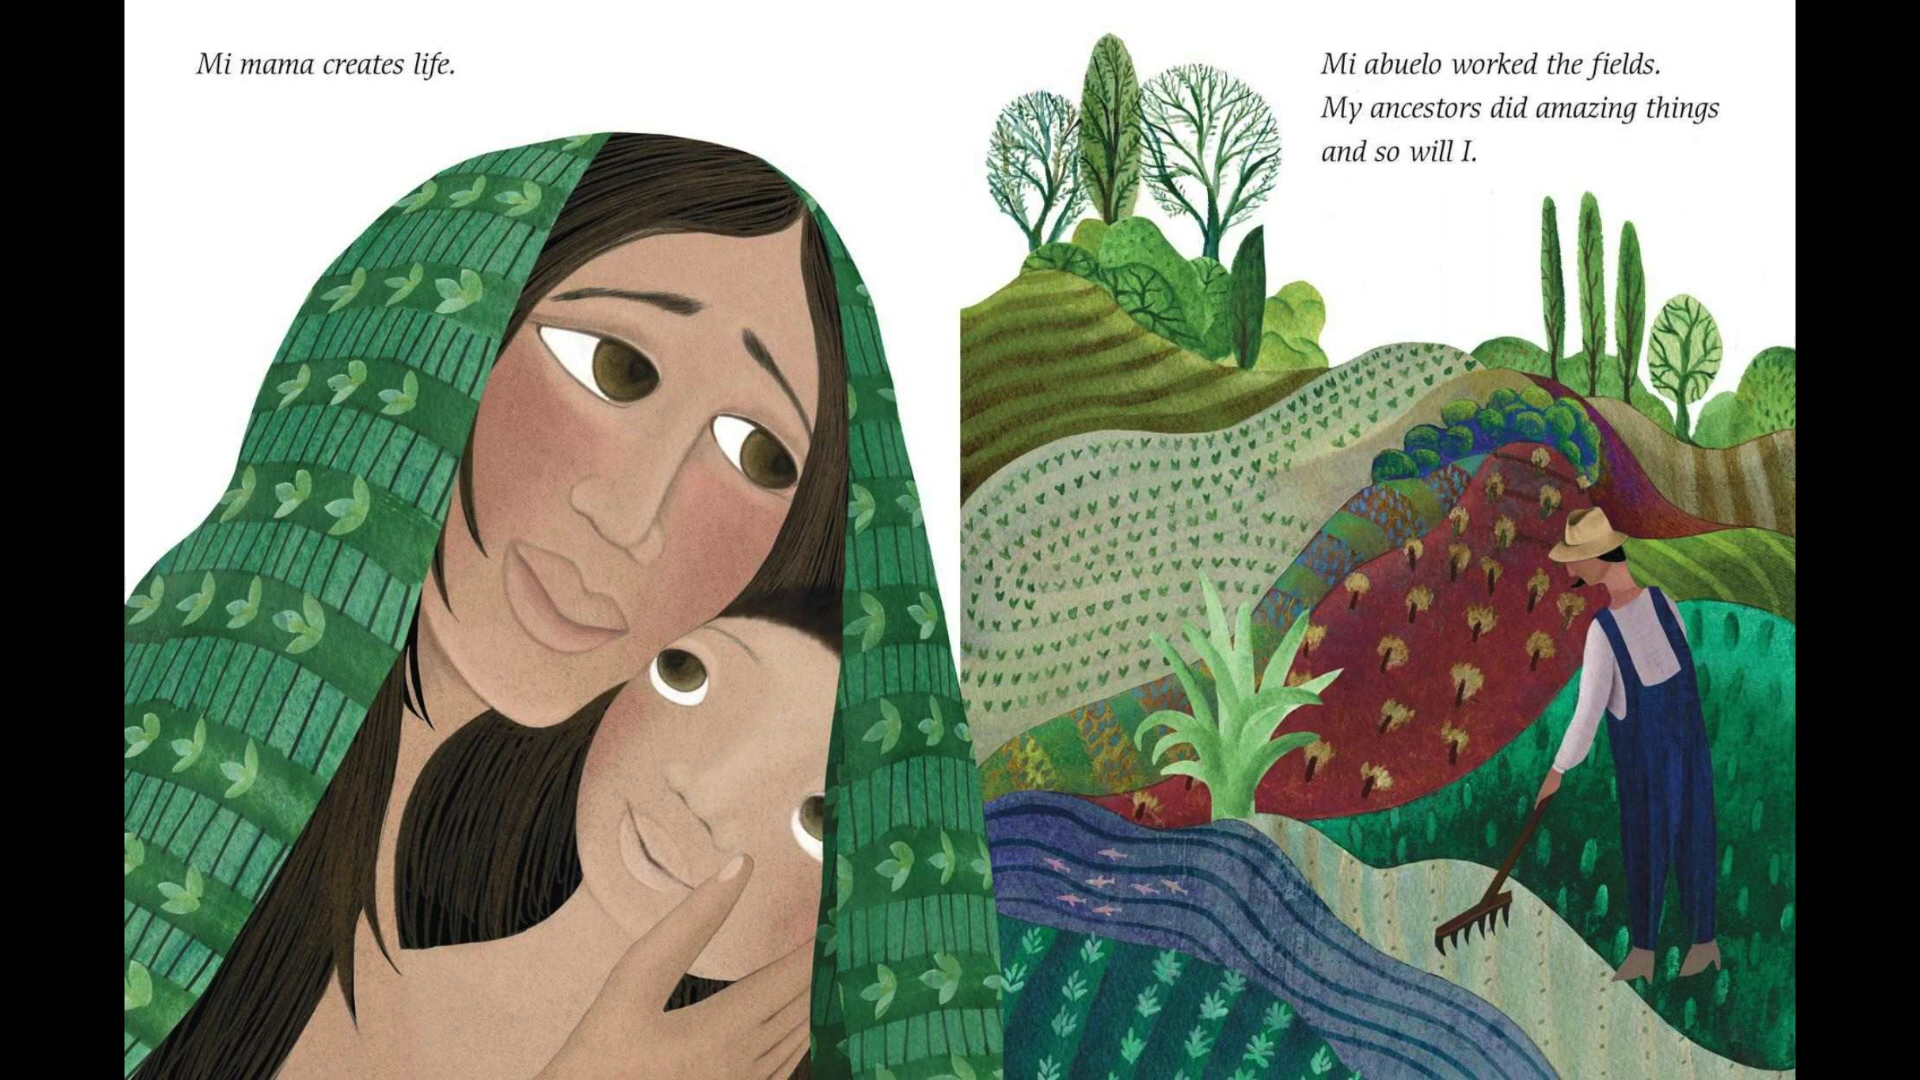 Mi mama creates life.
Mi abuelo worked the fields.
My ancestors did amazing things
and so will I.